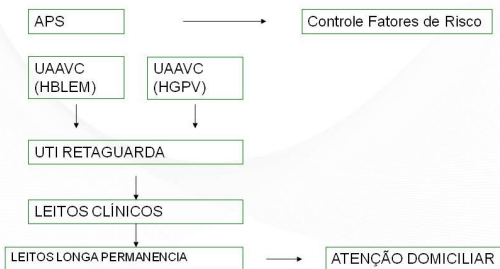 APS
Controle Fatores de Risco
UAAVC
(HBLEM)
UAAVC
(HGPV)
UTI RETAGUARDA
LEITOS CLÍNICOS
LEITOS LONGA PERMANENCIA
ATENÇÃO DOMICILIAR